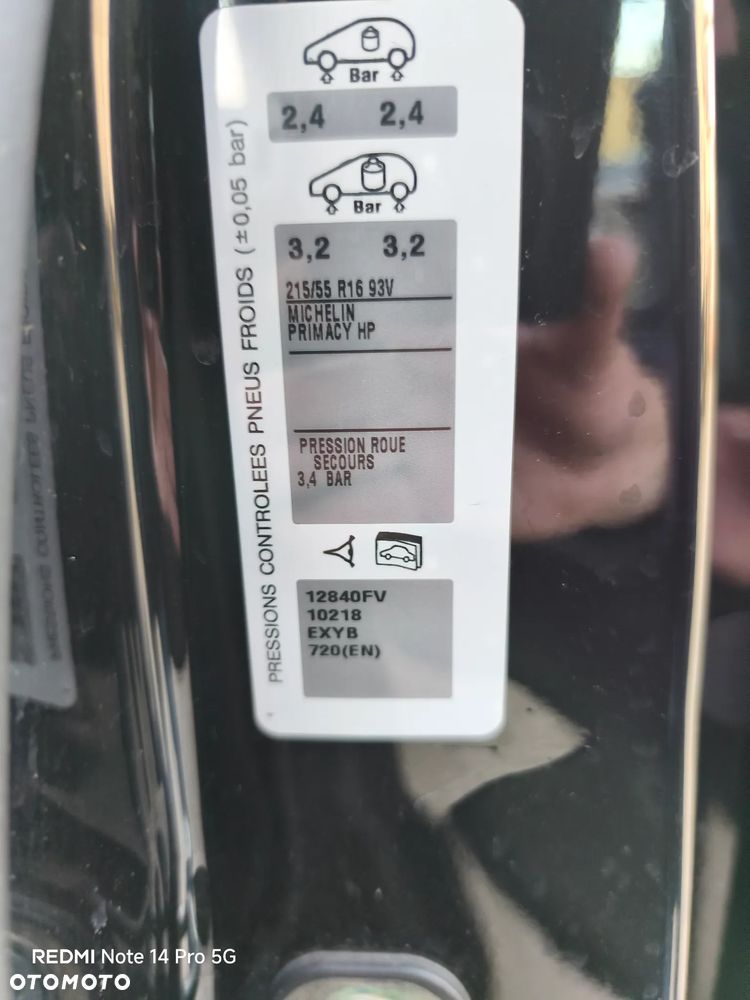 Bar
2,4 2,4
Bar
3,2 3,2
215/55 R16 93V
MICHELIN
PRIMACY HP
PRESSION ROUE
SECOURS
3,4 BAR
PRESSIONS CONTROLEES PNEUS FROIDS (±0,05 bar)
12840FV
10218
EXYB
720(EN)
REDMI Note 14 Pro 5G
OTOMOTO